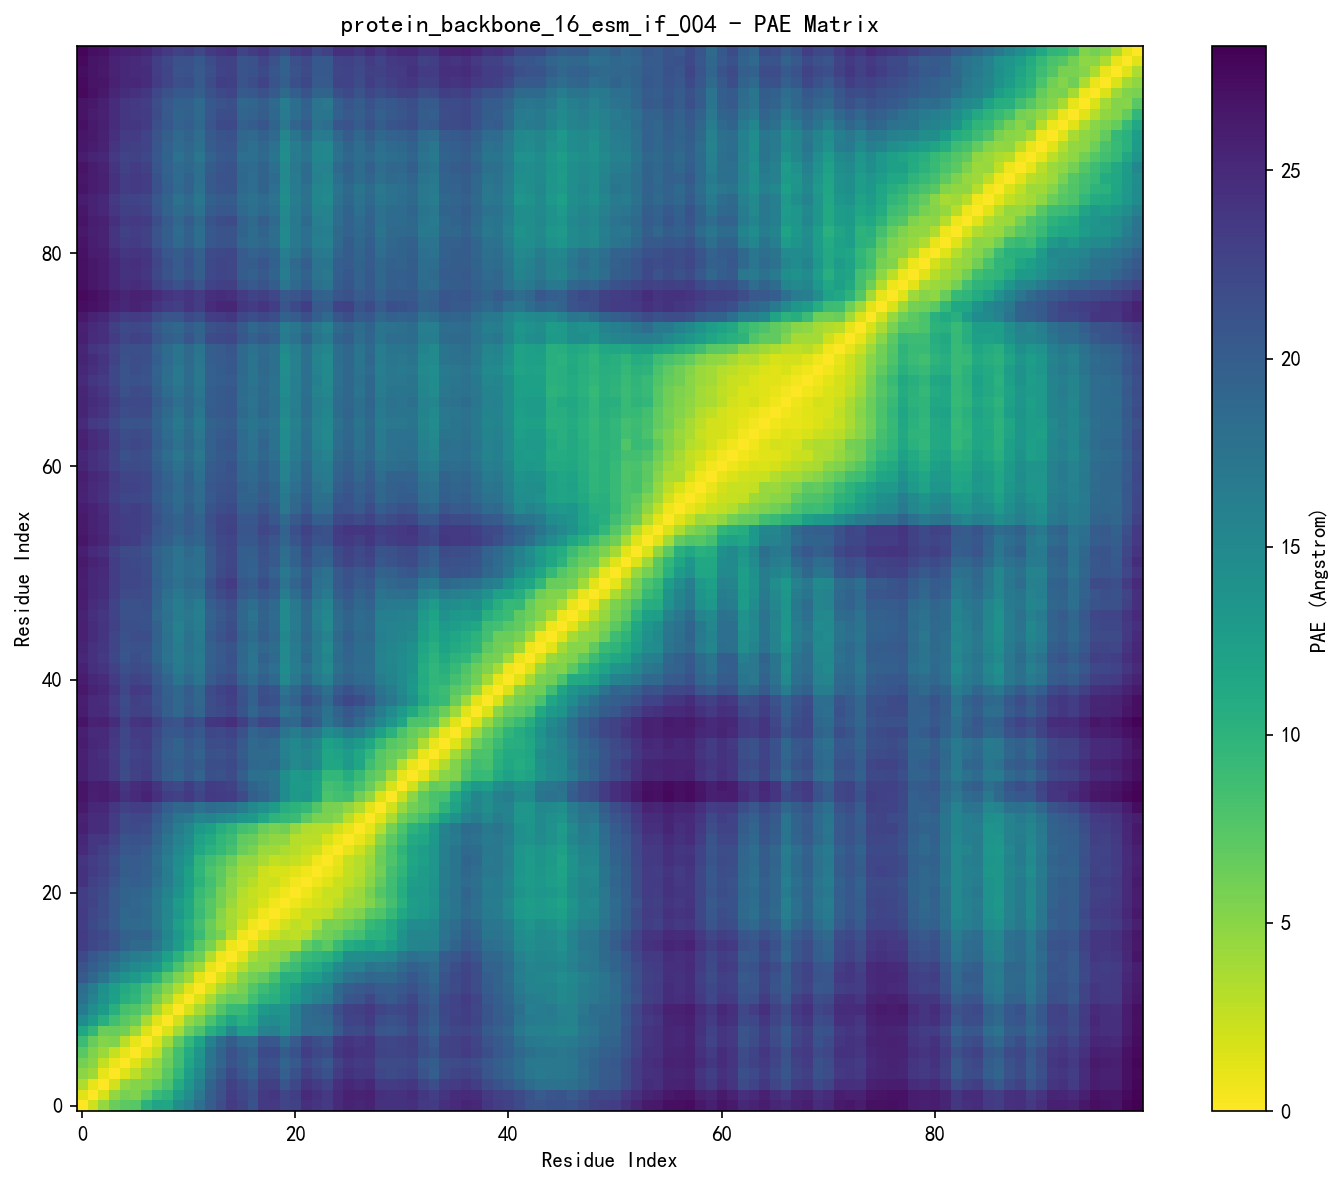 protein_backbone_16_esm_if_004 - PAE Matrix
80
60
40
20
0
0 20 40 60 80
Residue Index
Residue Index
25
20
15
10
5
0
PAE (Angstrom)